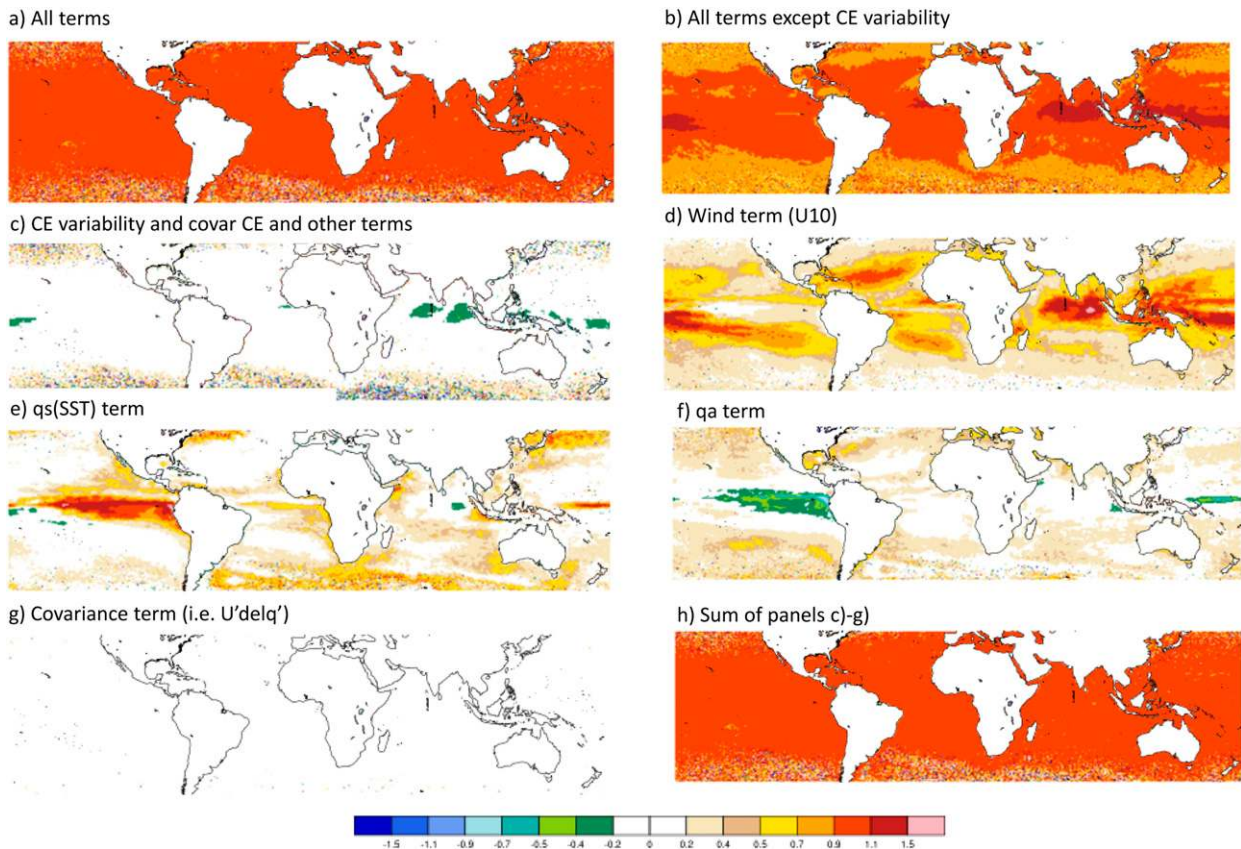 a) All terms
b) All terms except CE variability
c) CE variability and covar CE and other terms
d) Wind term (U10)
e) qs(SST) term
f) qa term
g) Covariance term (i.e. U'delq')
h) Sum of panels c)-g)
-1.5 -1.1 -0.9 -0.7 -0.5 -0.4 -0.2 0 0.2 0.4 0.5 0.7 0.9 1.1 1.5